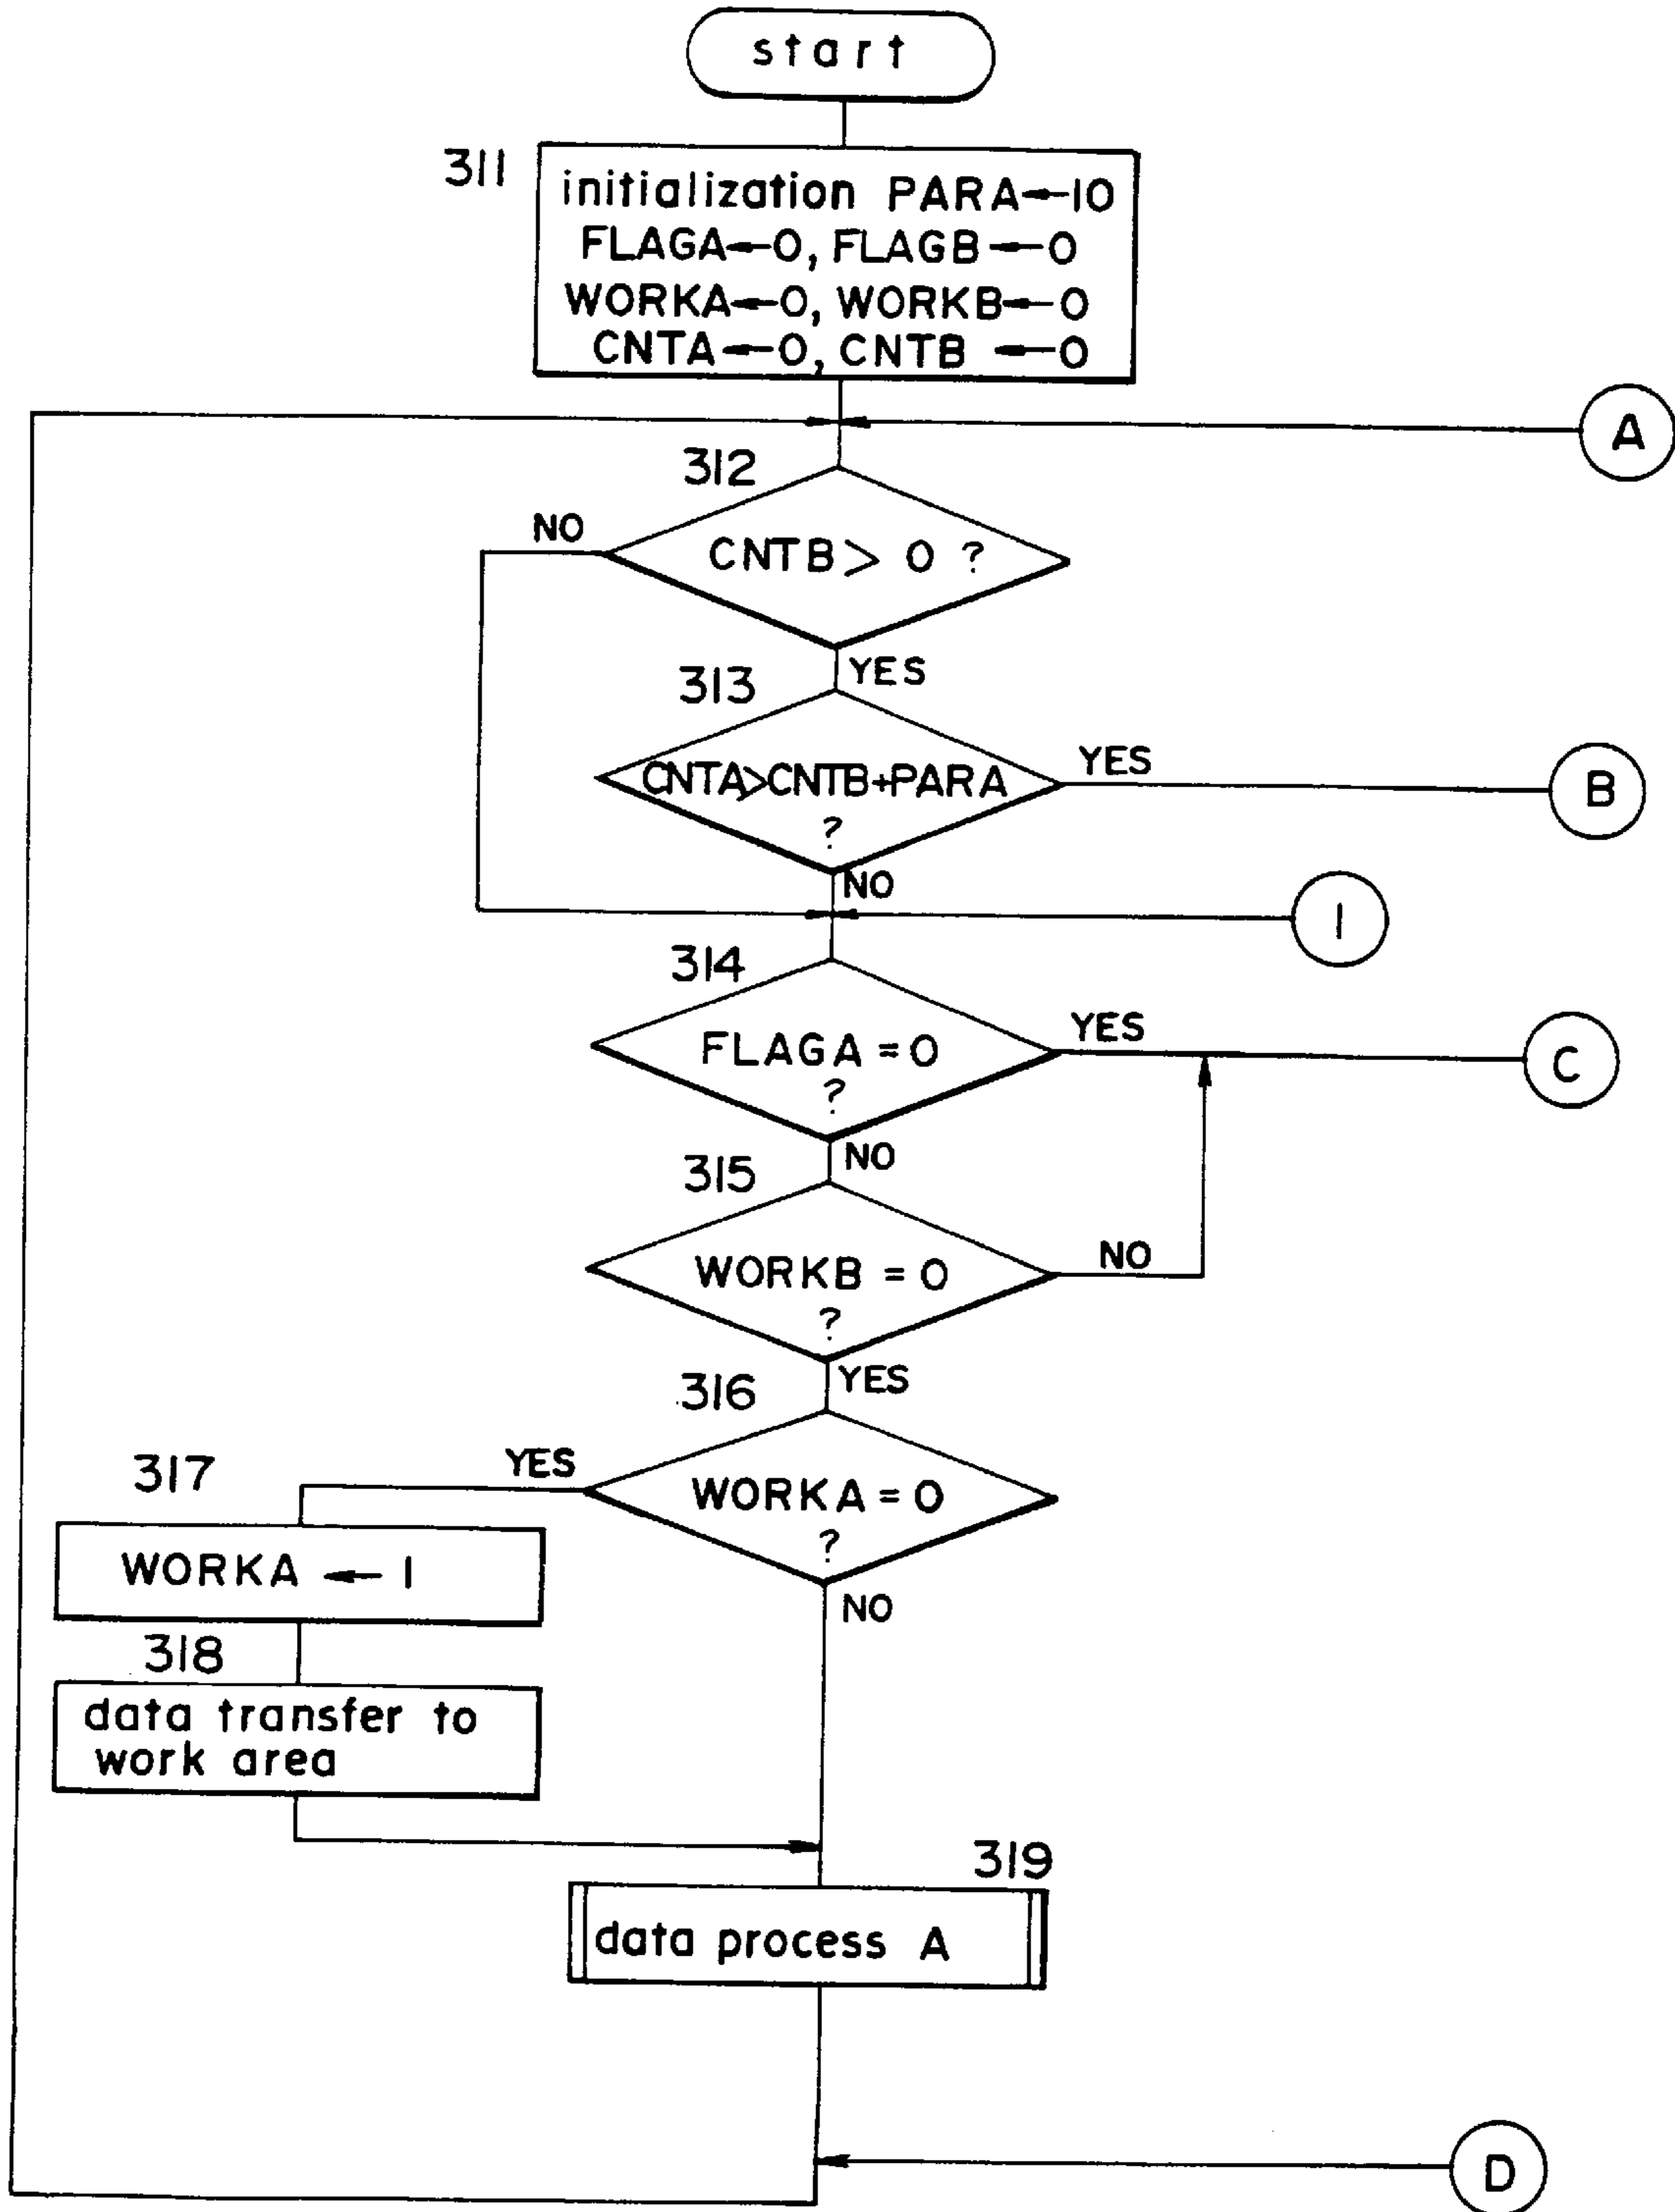 start
311
initialization PARA←10
FLAGA←0, FLAGB←0
WORKA←0, WORKB←0
CNTA←0, CNTB ←0
A
312
NO
CNTB > 0 ?
YES
313
CNTA>CNTB+PARA
?
YES
B
NO
1
314
FLAGA = 0
?
YES
C
NO
315
WORKB = 0
?
NO
YES
316
317
YES
WORKA = 0
?
WORKA ← 1
NO
318
data transfer to
work area
319
data process A
D